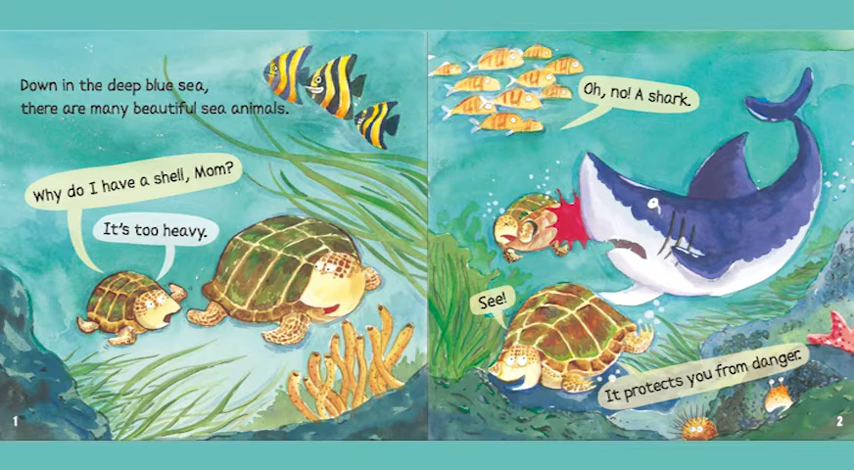 Down in the deep blue sea,
there are many beautiful sea animals.
Why do I have a shell, Mom?
It's too heavy.
1
Oh, no! A shark.
See!
It protects you from danger.
2